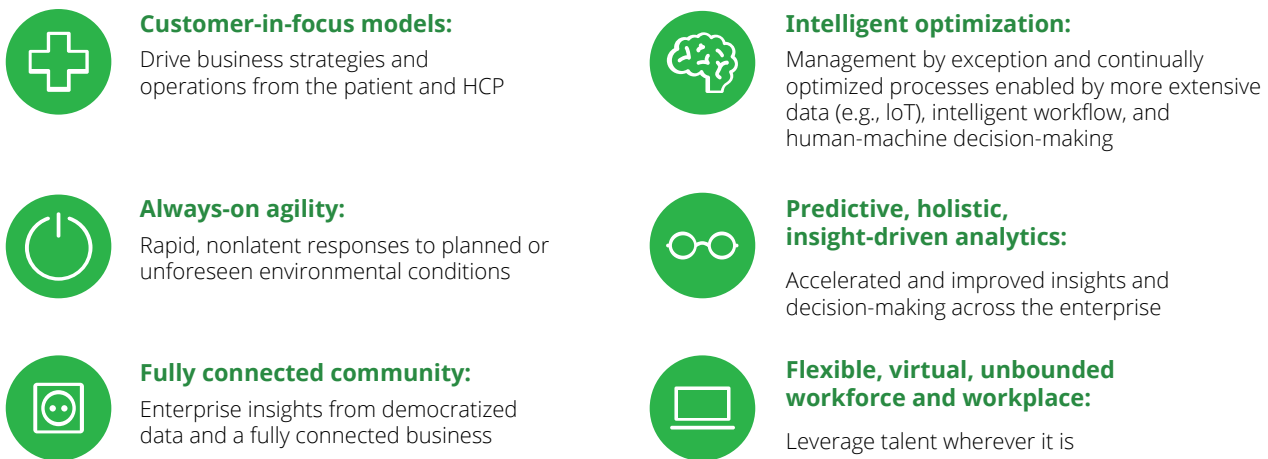 Customer-in-focus models:
Drive business strategies and
operations from the patient and HCP
Always-on agility:
Rapid, nonlatent responses to planned or
unforeseen environmental conditions
Fully connected community:
Enterprise insights from democratized
data and a fully connected business
Intelligent optimization:
Management by exception and continually
optimized processes enabled by more extensive
data (e.g., loT), intelligent workflow, and
human-machine decision-making
Predictive, holistic,
insight-driven analytics:
Accelerated and improved insights and
decision-making across the enterprise
Flexible, virtual, unbounded
workforce and workplace:
Leverage talent wherever it is